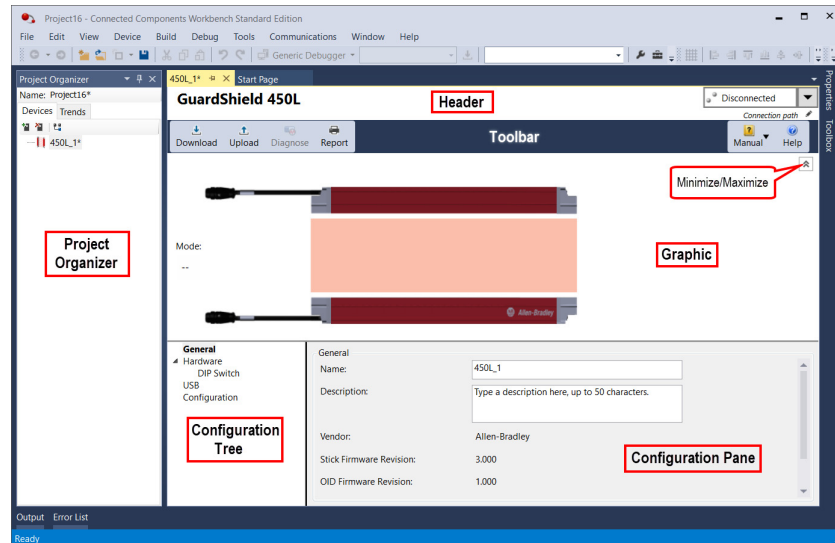 Project16 - Connected Components Workbench Standard Edition
File Edit View Device Build Debug Tools Communications Window Help
Generic Debugger
Project Organizer
450L_1* Start Page
Properties
Toolbox
Name: Project16*
GuardShield 450L
Header
Disconnected
Devices Trends
Connection path
450L_1*
Download Upload Diagnose Report
Toolbar
Manual Help
Minimize/Maximize
Project
Organizer
Mode:
--
Graphic
Allen-Bradley
General
Hardware
DIP Switch
USB
Configuration
Configuration
Tree
General
Name: 450L_1
Description: Type a description here, up to 50 characters.
Vendor: Allen-Bradley
Stick Firmware Revision: 3.000
OID Firmware Revision: 1.000
Configuration Pane
Output Error List
Ready